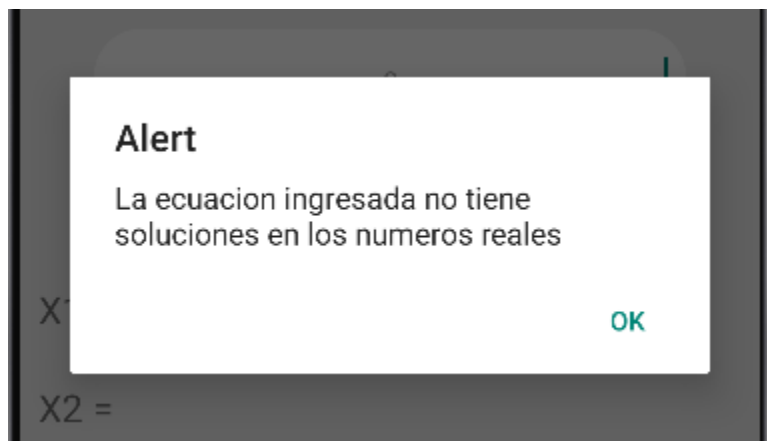 Alert
La ecuacion ingresada no tiene
soluciones en los numeros reales
OK
X2 =